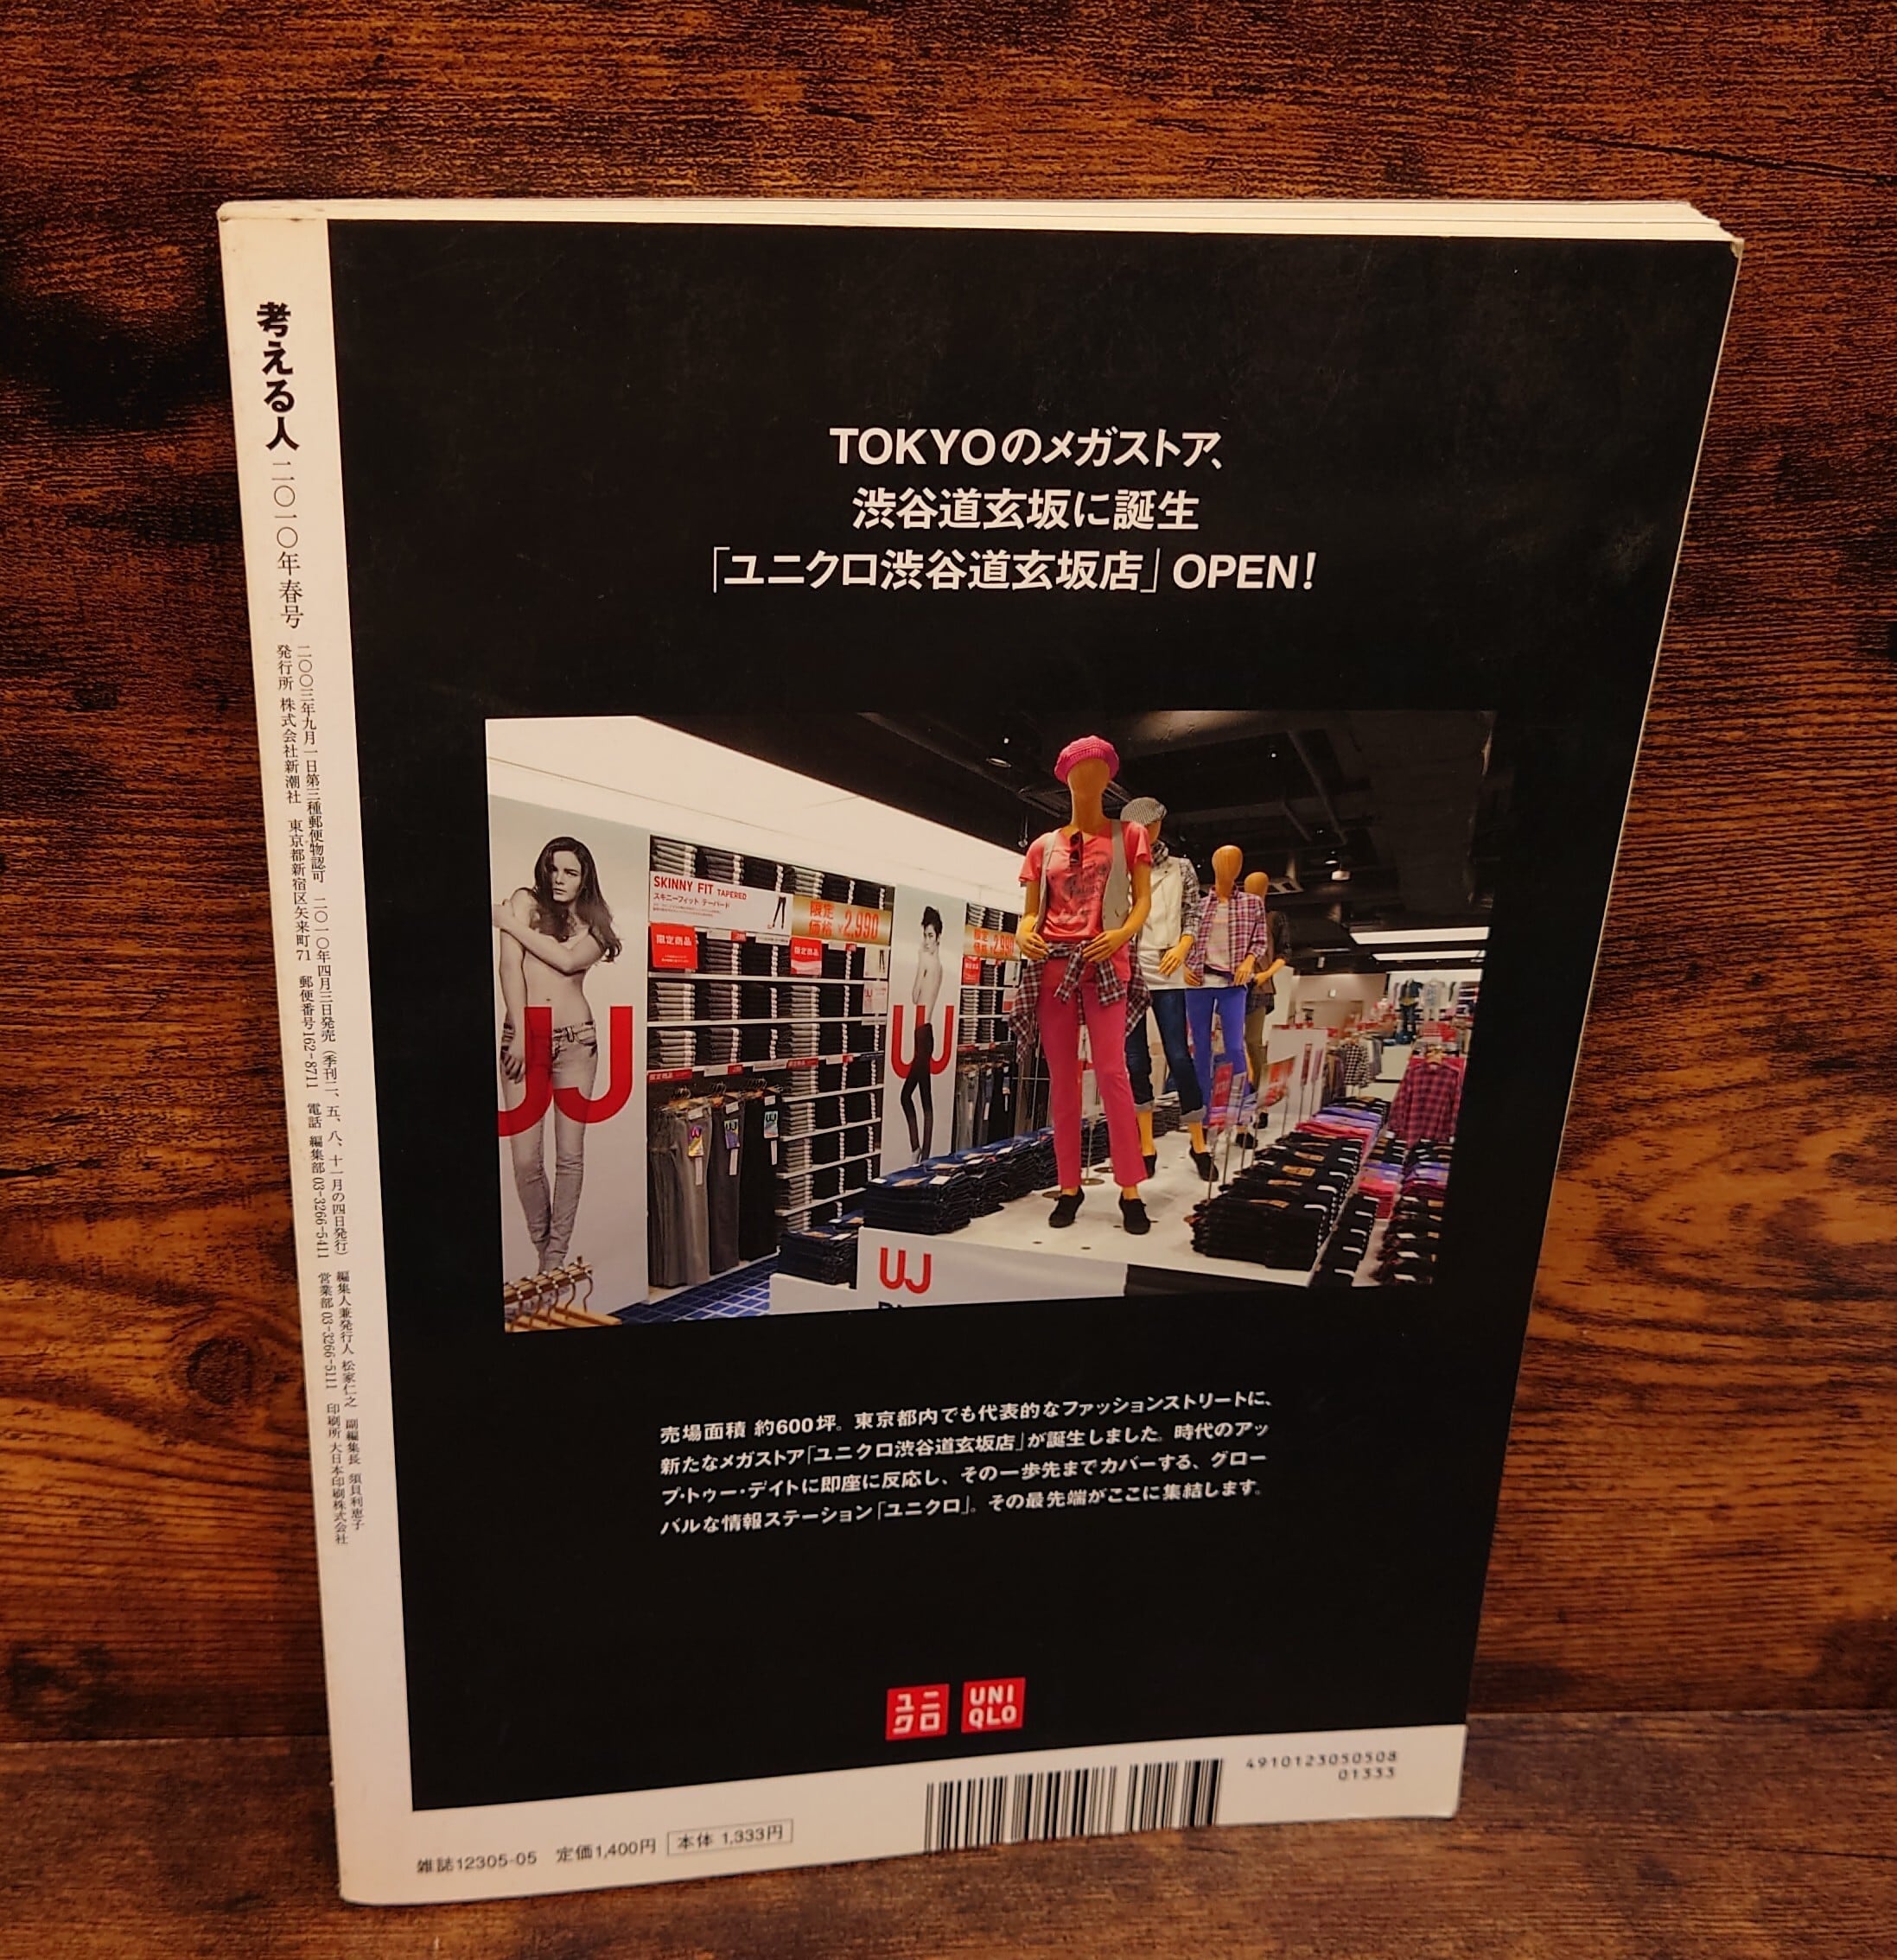 考える人 二〇一〇年春号
二〇〇三年九月一日第三種郵便物認可 二〇一〇年四月三日発売(季刊二、五、八、十一月の四日発行) 編集人兼発行人 松家仁之 副編集長 須貝利恵子
発行所 株式会社新潮社 東京都新宿区矢来町71 郵便番号162-8711 電話 編集部03-3266-5411 営業部03-3266-5111 印刷所 大日本印刷株式会社
TOKYOのメガストア、
渋谷道玄坂に誕生
「ユニクロ渋谷道玄坂店」OPEN!
SKINNY FIT TAPERED
スキニーフィット テーパード
限定
価格 ¥2,990
限定商品
限定商品
UJ
UJ
UJ
売場面積 約600坪。東京都内でも代表的なファッションストリートに、
新たなメガストア「ユニクロ渋谷道玄坂店」が誕生しました。時代のアッ
プ・トゥー・デイトに即座に反応し、その一歩先までカバーする、グロー
バルな情報ステーション「ユニクロ」。その最先端がここに集結します。
ユニ
クロ
UNI
QLO
4910123050508
01333
雑誌12305-05 定価1,400円 本体 1,333円